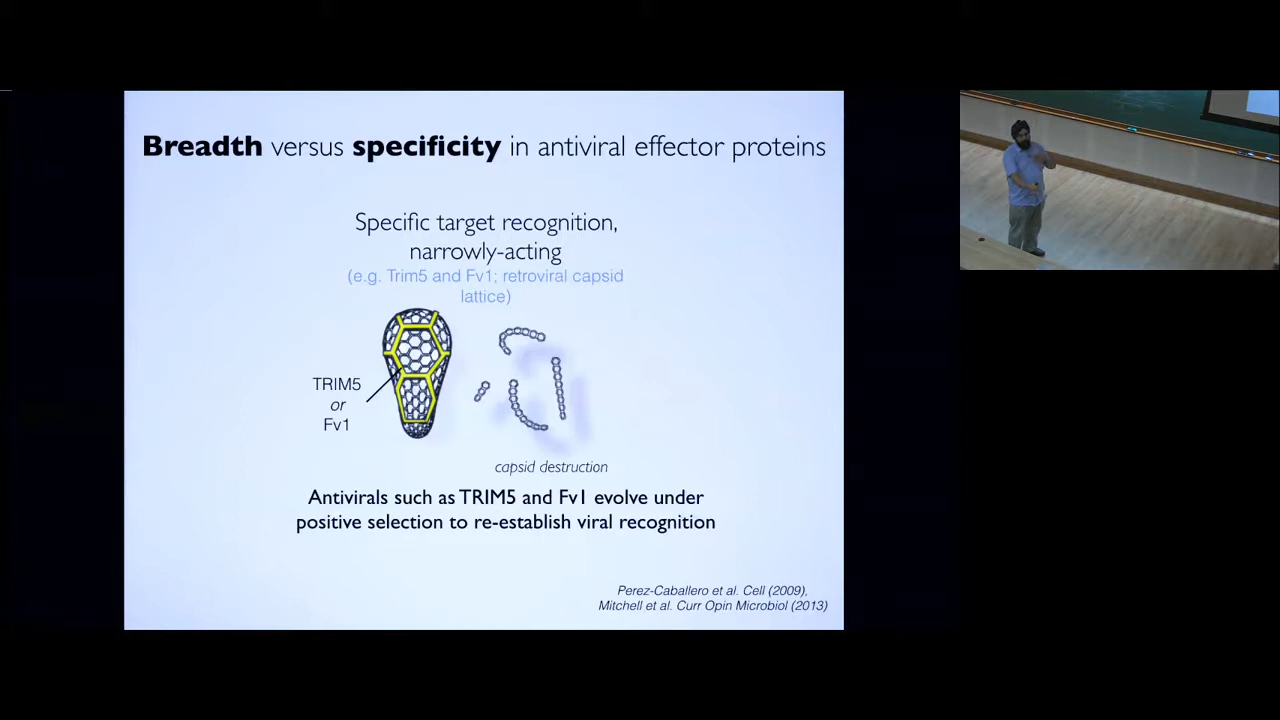 Breadth versus specificity in antiviral effector proteins
Specific target recognition,
narrowly-acting
(e.g. Trim5 and Fv1; retroviral capsid
lattice)
TRIM5
or
Fv1
capsid destruction
Antivirals such as TRIM5 and Fv1 evolve under
positive selection to re-establish viral recognition
Perez-Caballero et al. Cell (2009),
Mitchell et al. Curr Opin Microbiol (2013)